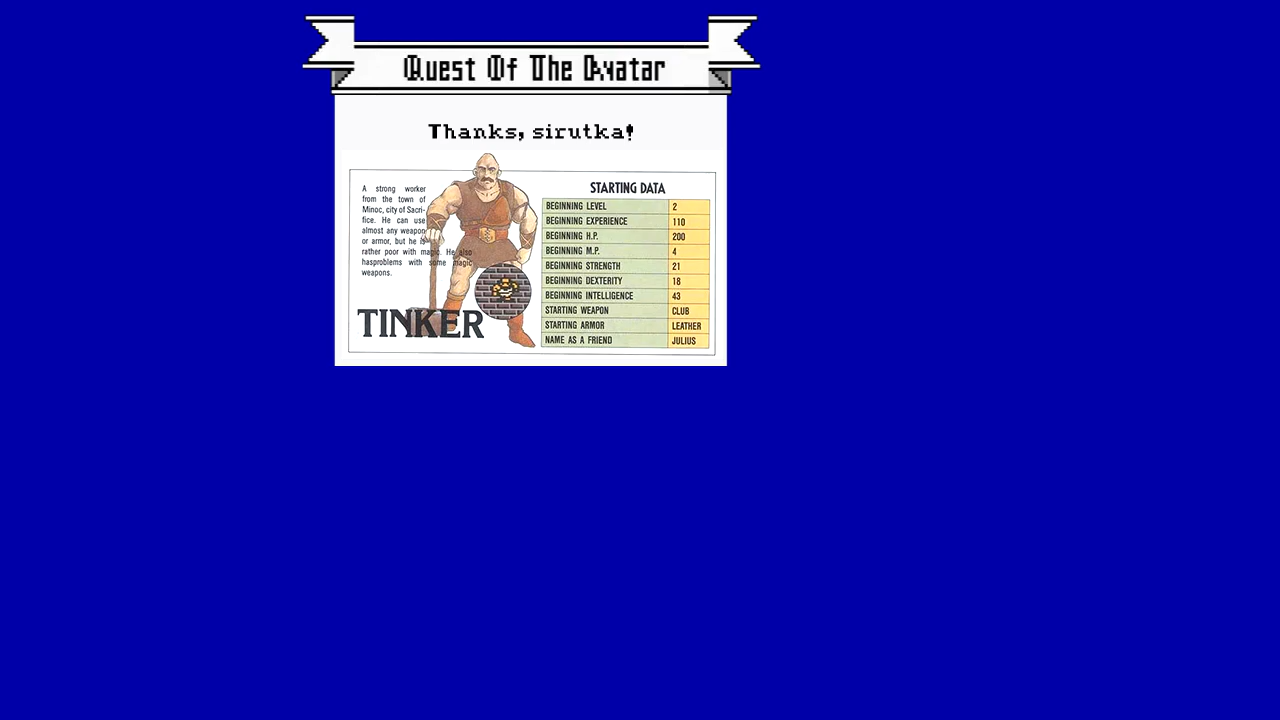 Quest Of The Avatar
Thanks, sirutka!
A strong worker
from the town of
Minoc, city of Sacri-
fice. He can use
almost any weapon
or armor, but he is
rather poor with magic. He also
hasproblems with some magic
weapons.
TINKER
STARTING DATA
BEGINNING LEVEL 2
BEGINNING EXPERIENCE 110
BEGINNING H.P. 200
BEGINNING M.P. 4
BEGINNING STRENGTH 21
BEGINNING DEXTERITY 18
BEGINNING INTELLIGENCE 43
STARTING WEAPON CLUB
STARTING ARMOR LEATHER
NAME AS A FRIEND JULIUS